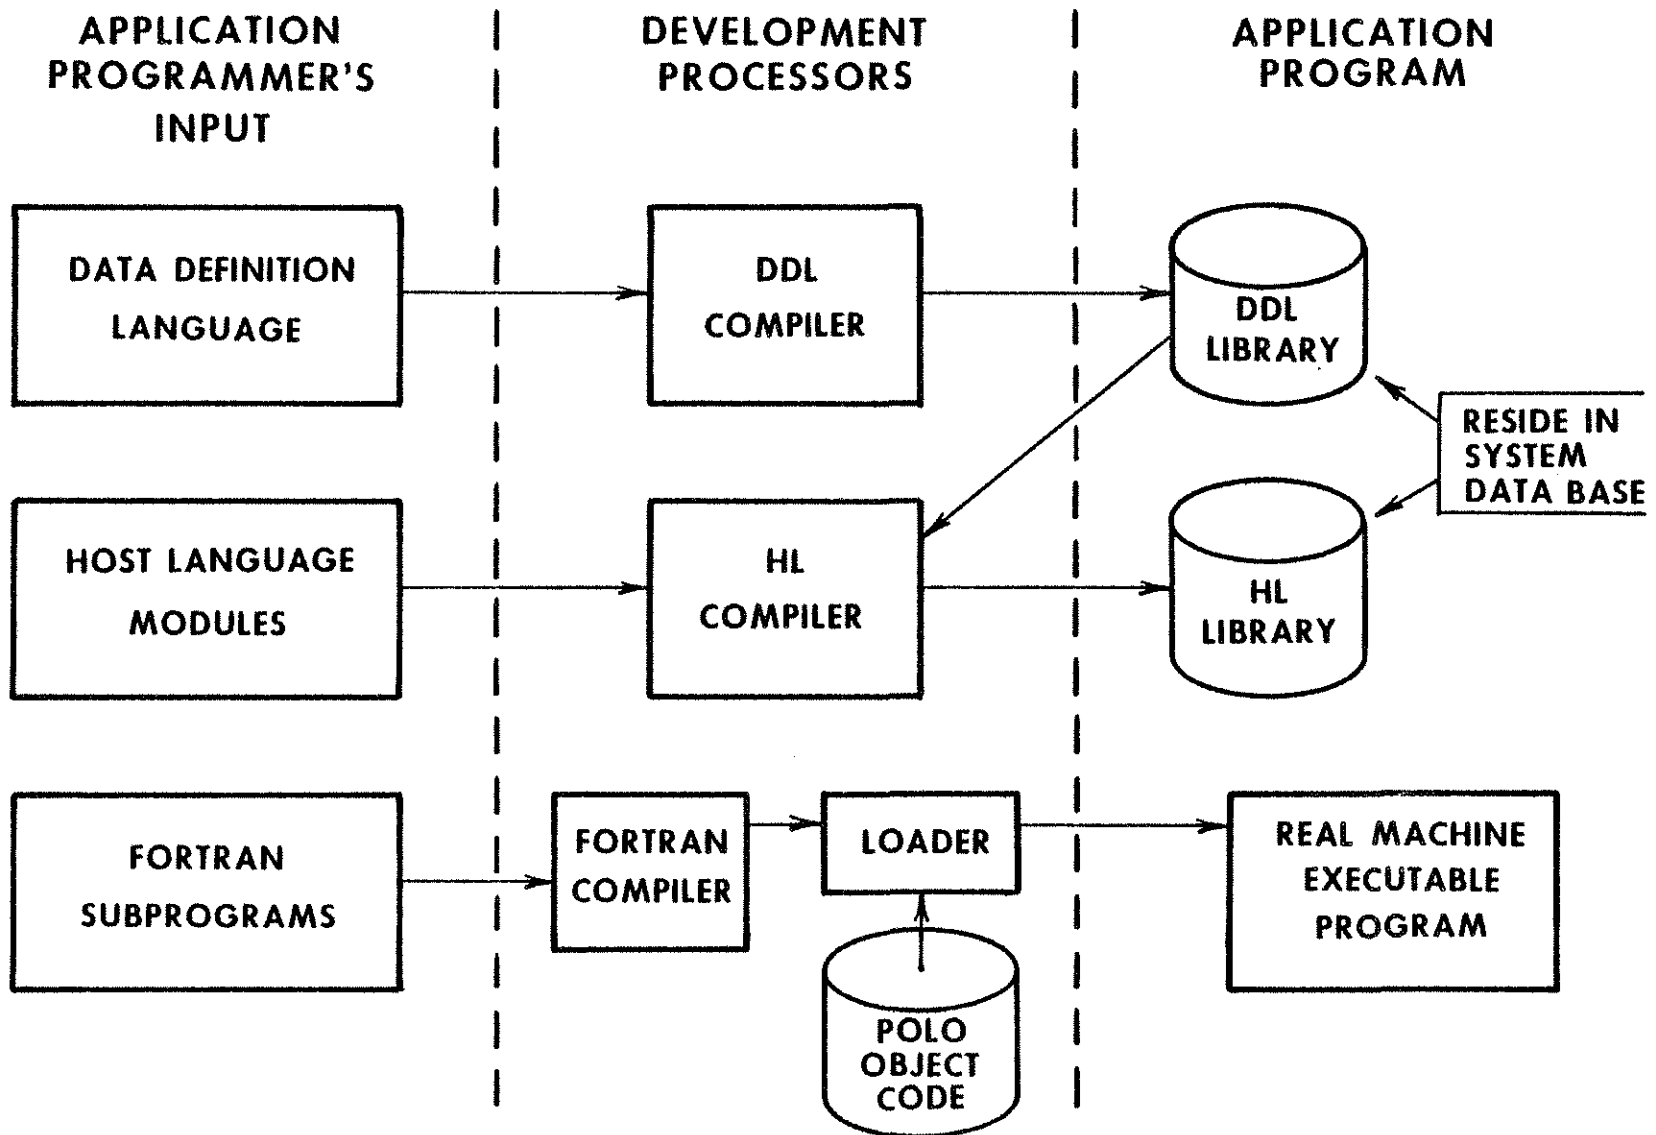 APPLICATION
PROGRAMMER'S
INPUT
DEVELOPMENT
PROCESSORS
APPLICATION
PROGRAM
DATA DEFINITION
LANGUAGE
DDL
COMPILER
DDL
LIBRARY
RESIDE IN
SYSTEM
DATA BASE
HOST LANGUAGE
MODULES
HL
COMPILER
HL
LIBRARY
FORTRAN
SUBPROGRAMS
FORTRAN
COMPILER
LOADER
POLO
OBJECT
CODE
REAL MACHINE
EXECUTABLE
PROGRAM